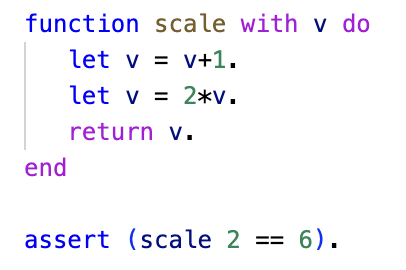 function scale with v do
let v = v+1.
let v = 2*v.
return v.
end
assert (scale 2 == 6).